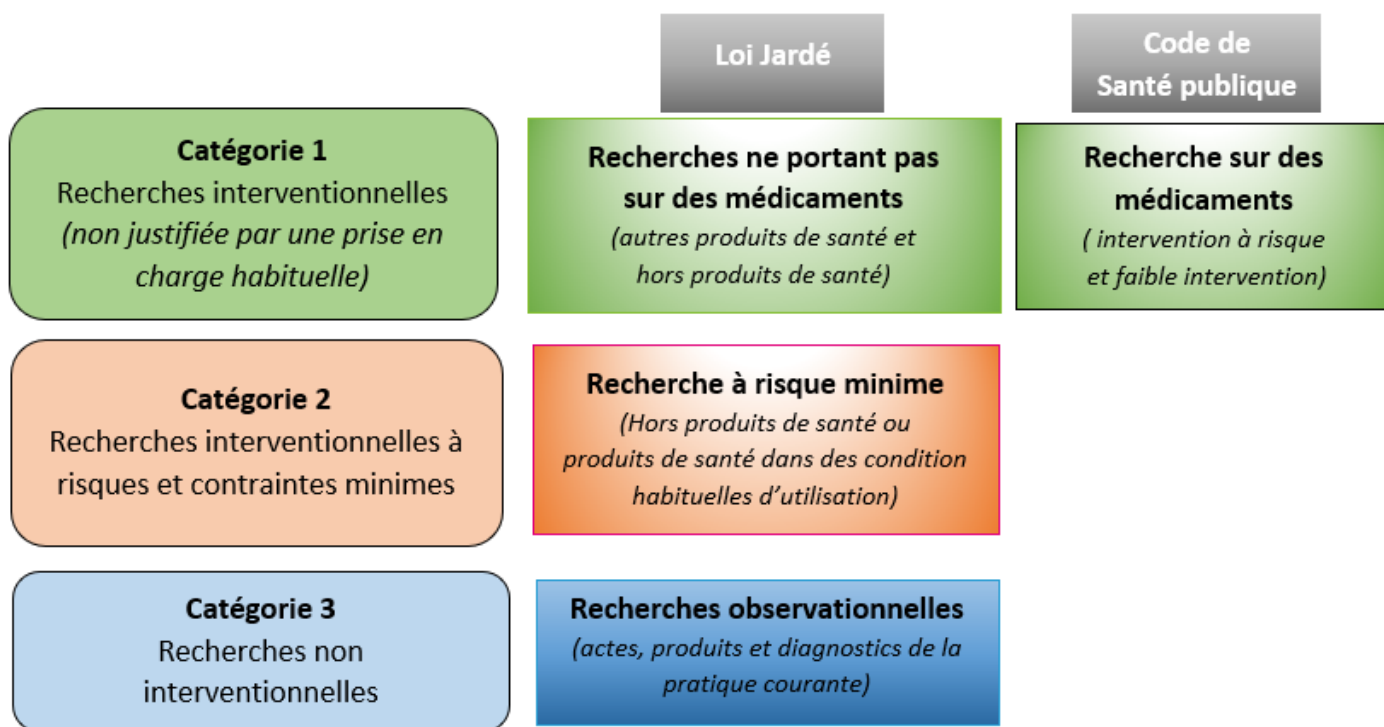 Loi Jardé
Code de
Santé publique
Catégorie 1
Recherches interventionnelles
(non justifiée par une prise en
charge habituelle)
Recherches ne portant pas
sur des médicaments
(autres produits de santé et
hors produits de santé)
Recherche sur des
médicaments
( intervention à risque
et faible intervention)
Catégorie 2
Recherches interventionnelles à
risques et contraintes minimes
Recherche à risque minime
(Hors produits de santé ou
produits de santé dans des condition
habituelles d’utilisation)
Catégorie 3
Recherches non
interventionnelles
Recherches observationnelles
(actes, produits et diagnostics de la
pratique courante)